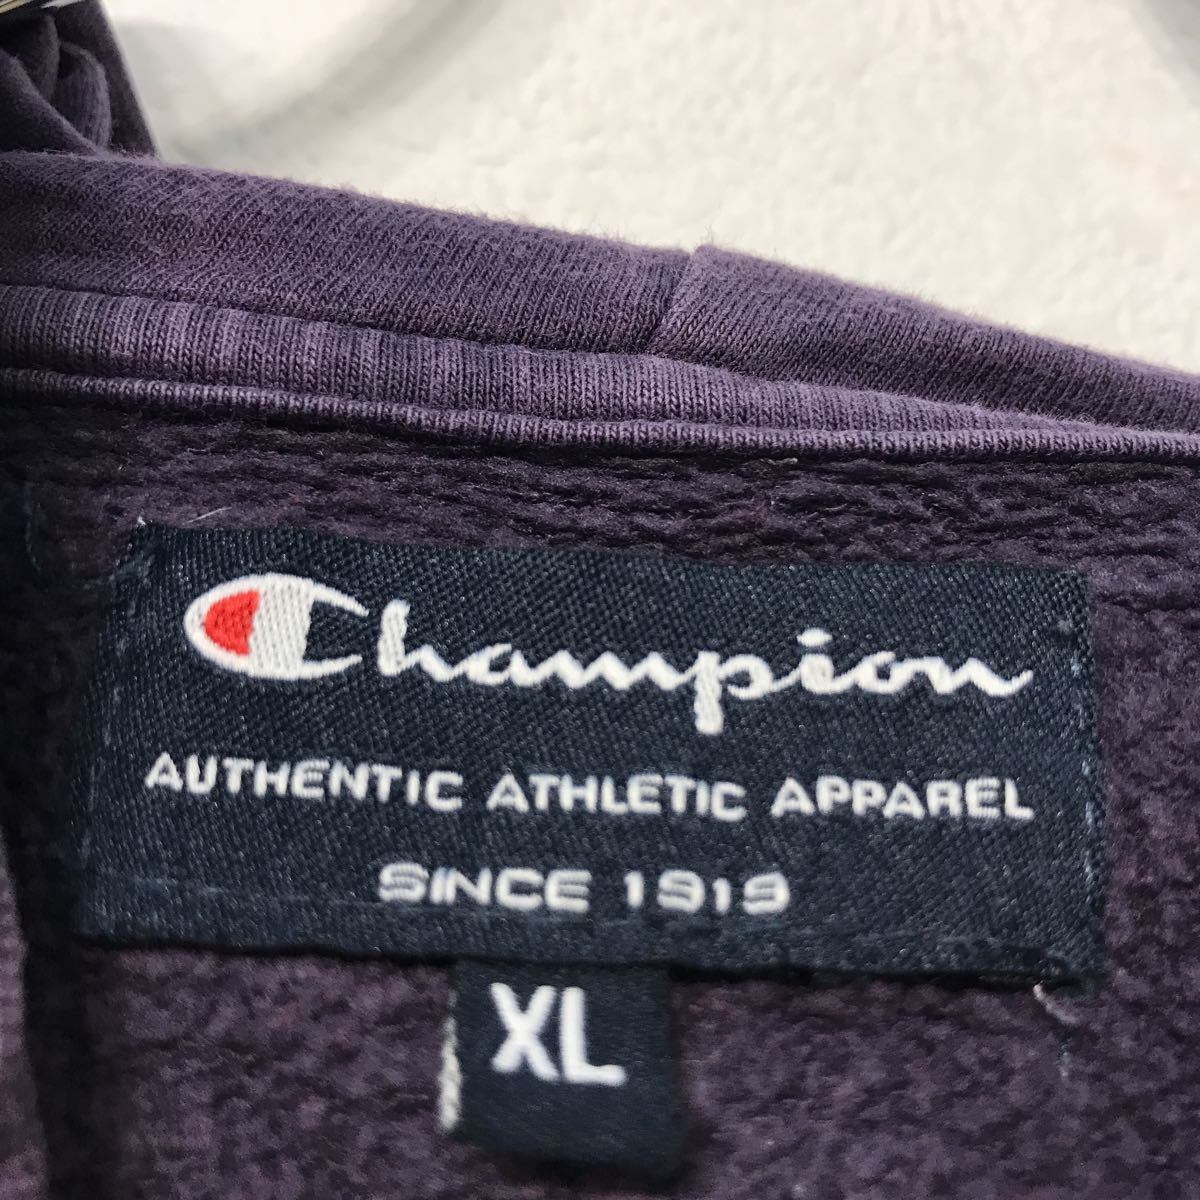 Champion
AUTHENTIC ATHLETIC APPAREL
SINCE 1919
XL